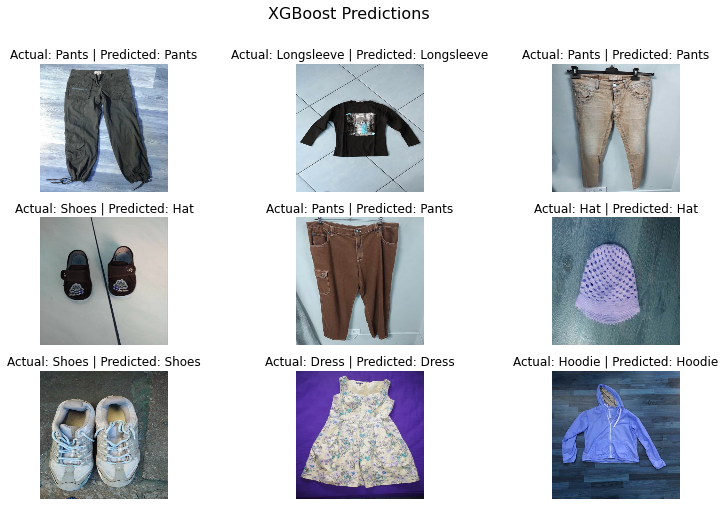 XGBoost Predictions
Actual: Pants | Predicted: Pants
Actual: Longsleeve | Predicted: Longsleeve
Actual: Pants | Predicted: Pants
Actual: Shoes | Predicted: Hat
Actual: Pants | Predicted: Pants
Actual: Hat | Predicted: Hat
Actual: Shoes | Predicted: Shoes
Actual: Dress | Predicted: Dress
Actual: Hoodie | Predicted: Hoodie